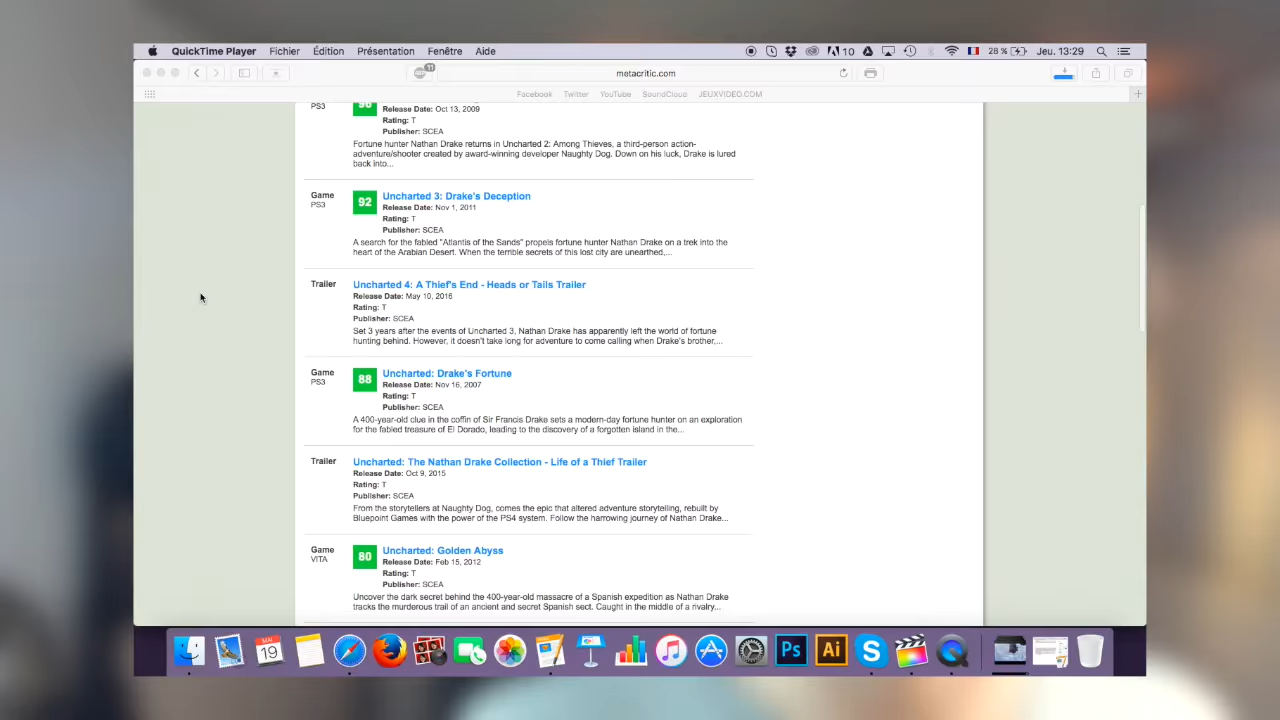 QuickTime Player Fichier Édition Présentation Fenêtre Aide 10 28 % Jeu. 13:29
11 metacritic.com
Facebook Twitter YouTube SoundCloud JEUXVIDEO.COM
PS3 96 Release Date: Oct 13, 2009
Rating: T
Publisher: SCEA
Fortune hunter Nathan Drake returns in Uncharted 2: Among Thieves, a third-person action-
adventure/shooter created by award-winning developer Naughty Dog. Down on his luck, Drake is lured
back into...
Game 92 Uncharted 3: Drake's Deception
PS3 Release Date: Nov 1, 2011
Rating: T
Publisher: SCEA
A search for the fabled "Atlantis of the Sands" propels fortune hunter Nathan Drake on a trek into the
heart of the Arabian Desert. When the terrible secrets of this lost city are unearthed,...
Trailer Uncharted 4: A Thief's End - Heads or Tails Trailer
Release Date: May 10, 2016
Rating: T
Publisher: SCEA
Set 3 years after the events of Uncharted 3, Nathan Drake has apparently left the world of fortune
hunting behind. However, it doesn't take long for adventure to come calling when Drake's brother,...
Game 88 Uncharted: Drake's Fortune
PS3 Release Date: Nov 16, 2007
Rating: T
Publisher: SCEA
A 400-year-old clue in the coffin of Sir Francis Drake sets a modern-day fortune hunter on an exploration
for the fabled treasure of El Dorado, leading to the discovery of a forgotten island in the...
Trailer Uncharted: The Nathan Drake Collection - Life of a Thief Trailer
Release Date: Oct 9, 2015
Rating: T
Publisher: SCEA
From the storytellers at Naughty Dog, comes the epic that altered adventure storytelling, rebuilt by
Bluepoint Games with the power of the PS4 system. Follow the harrowing journey of Nathan Drake...
Game 80 Uncharted: Golden Abyss
VITA Release Date: Feb 15, 2012
Rating: T
Publisher: SCEA
Uncover the dark secret behind the 400-year-old massacre of a Spanish expedition as Nathan Drake
tracks the murderous trail of an ancient and secret Spanish sect. Caught in the middle of a rivalry...
MAI
19
Ps Ai